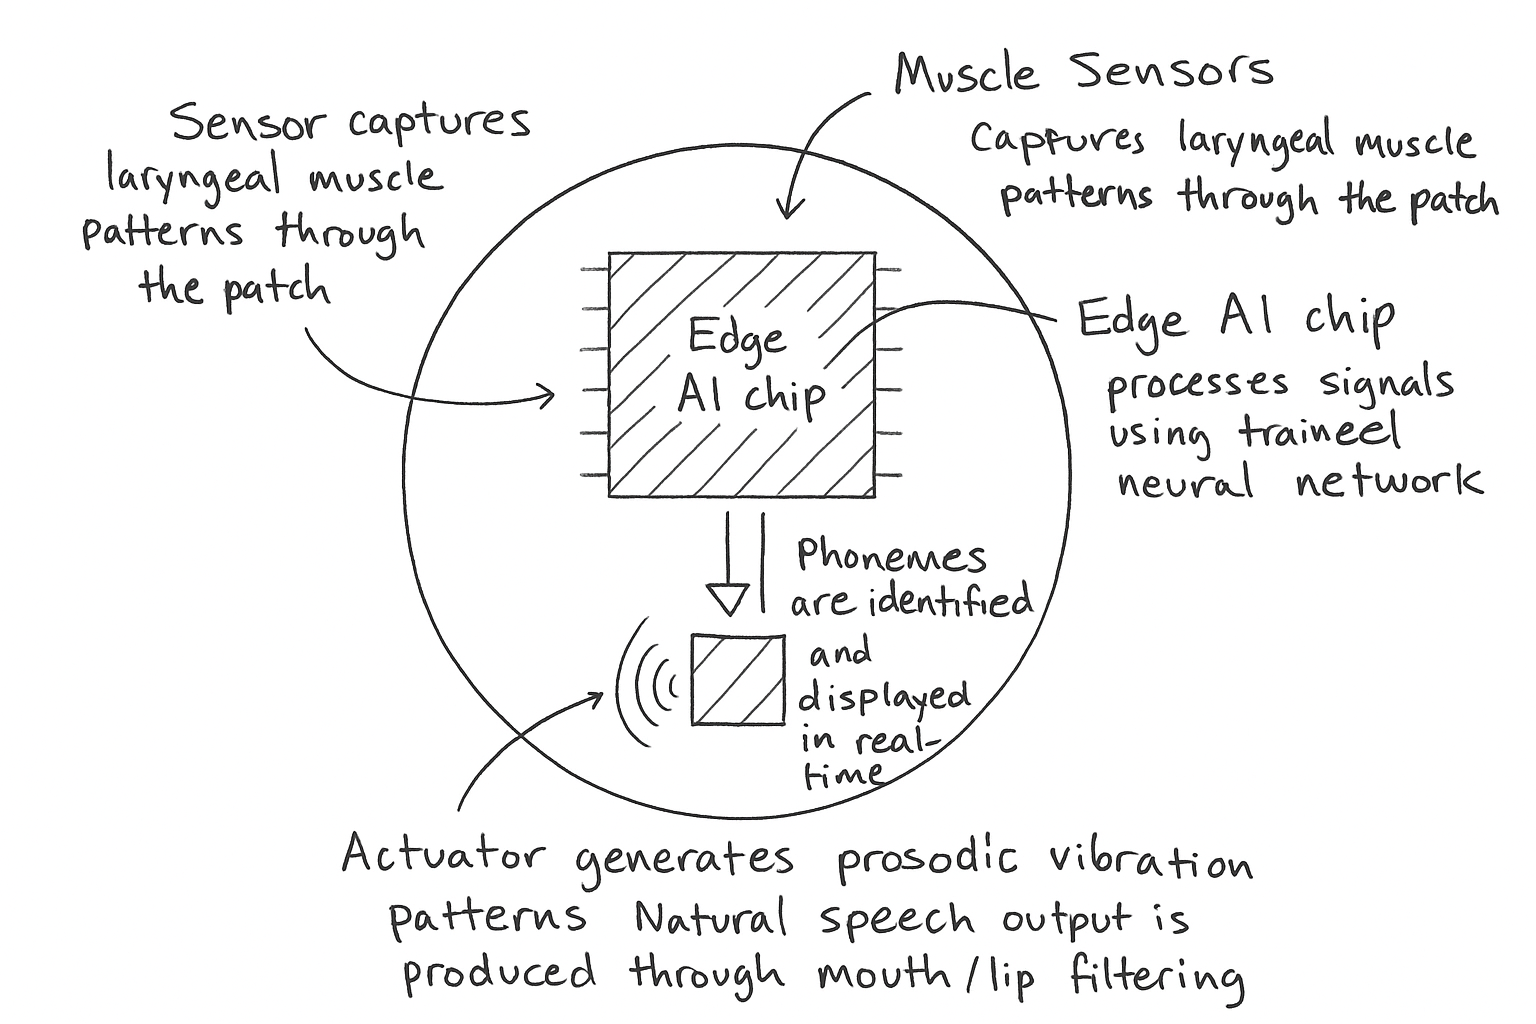 Sensor captures
laryngeal muscle
patterns through
the patch
Muscle Sensors
Captures laryngeal muscle
patterns through the patch
Edge
AI chip
Edge AI chip
processes signals
using traineel
neural network
Phonemes
are identified
and
displayed
in real-
time
Actuator generates prosodic vibration
patterns Natural speech output is
produced through mouth/lip filtering